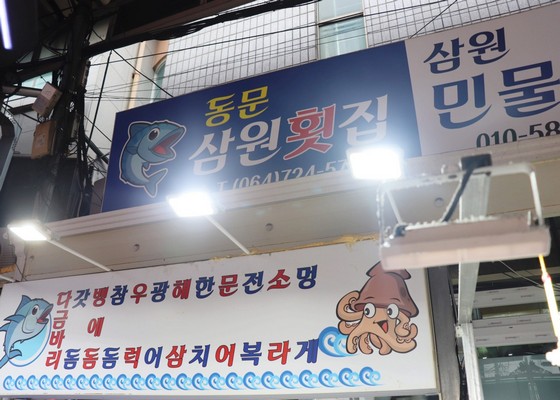 동문
삼원횟집
T.(064)724-57
삼원
민물
010-58
다금바리
갓돔
벵에돔
참돔
우럭
광어
해삼
한치
문어
전복
소라
멍게